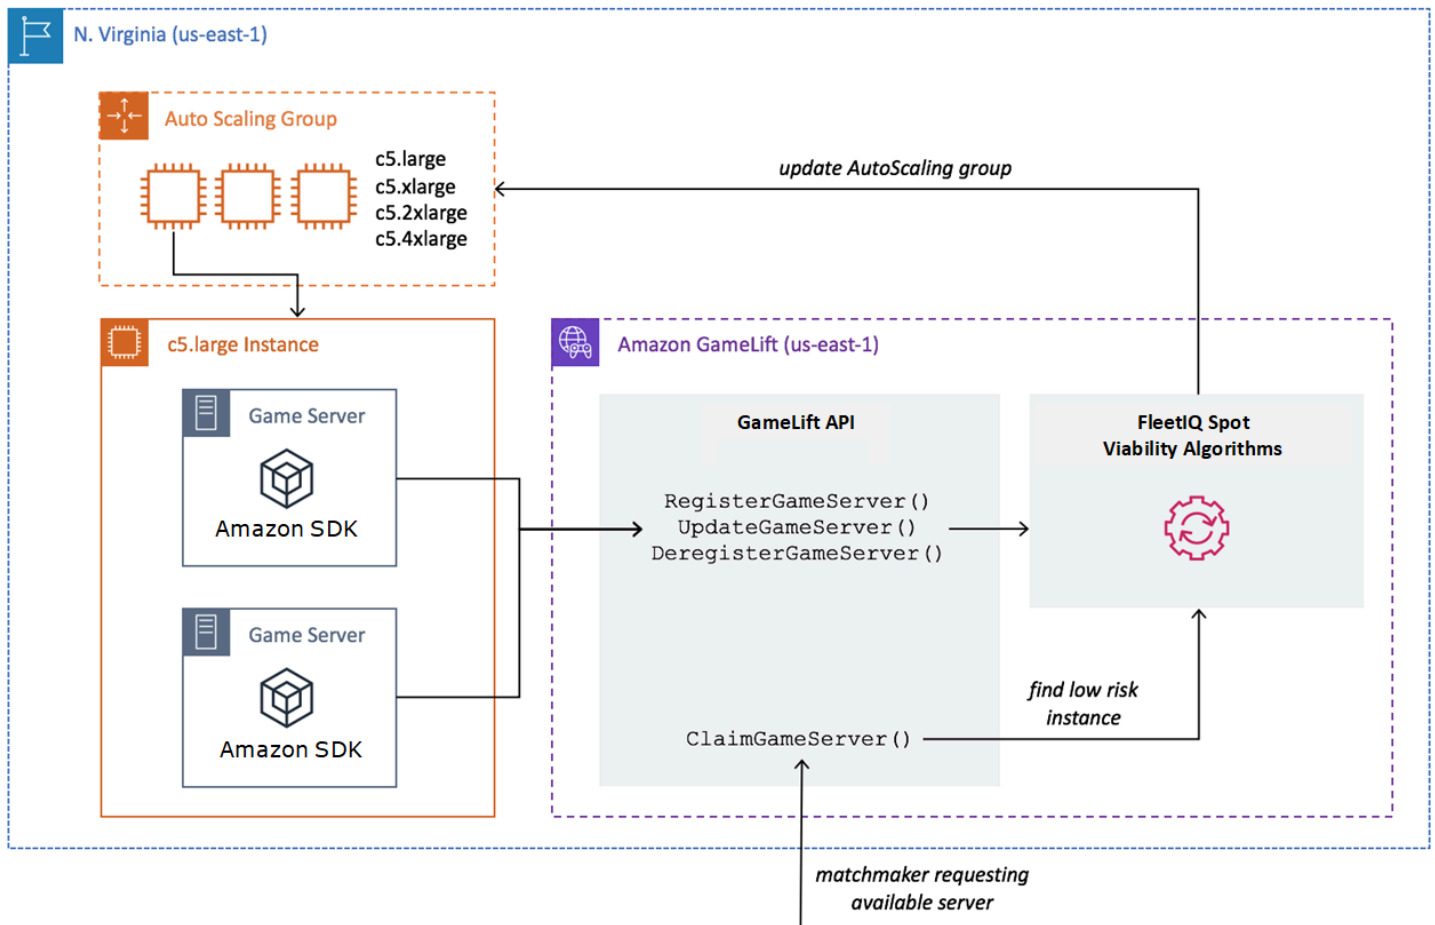 N. Virginia (us-east-1)
Auto Scaling Group
c5.large
c5.xlarge
c5.2xlarge
c5.4xlarge
update AutoScaling group
c5.large Instance
Game Server
Amazon SDK
Game Server
Amazon SDK
Amazon GameLift (us-east-1)
GameLift API
RegisterGameServer()
UpdateGameServer()
DeregisterGameServer()
ClaimGameServer()
FleetIQ Spot
Viability Algorithms
find low risk
instance
matchmaker requesting
available server